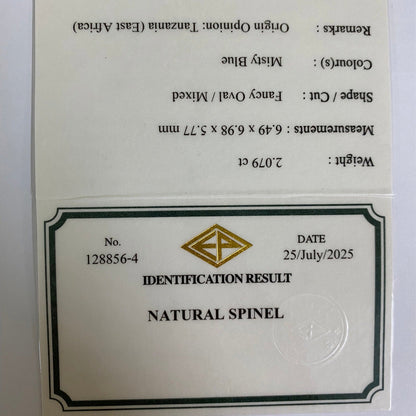 Weight : 2.079 ct
Measurements : 6.49 x 6.98 x 5.77 mm
Shape / Cut : Fancy Oval / Mixed
Colour(s) : Misty Blue
Remarks : Origin Opinion: Tanzania (East Africa)
No.
128856-4
EP
DATE
25/July/2025
IDENTIFICATION RESULT
NATURAL SPINEL